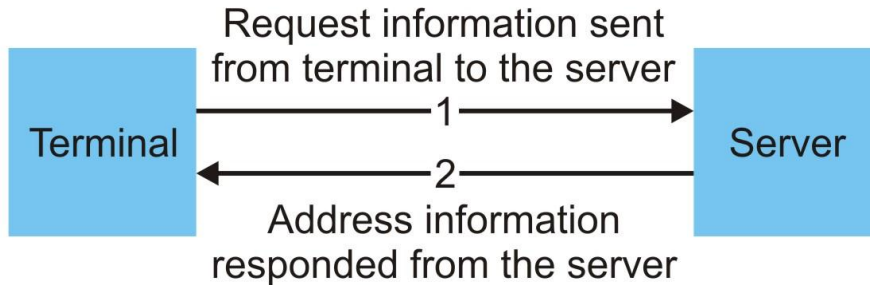 Request information sent
from terminal to the server
1
Terminal
Server
2
Address information
responded from the server